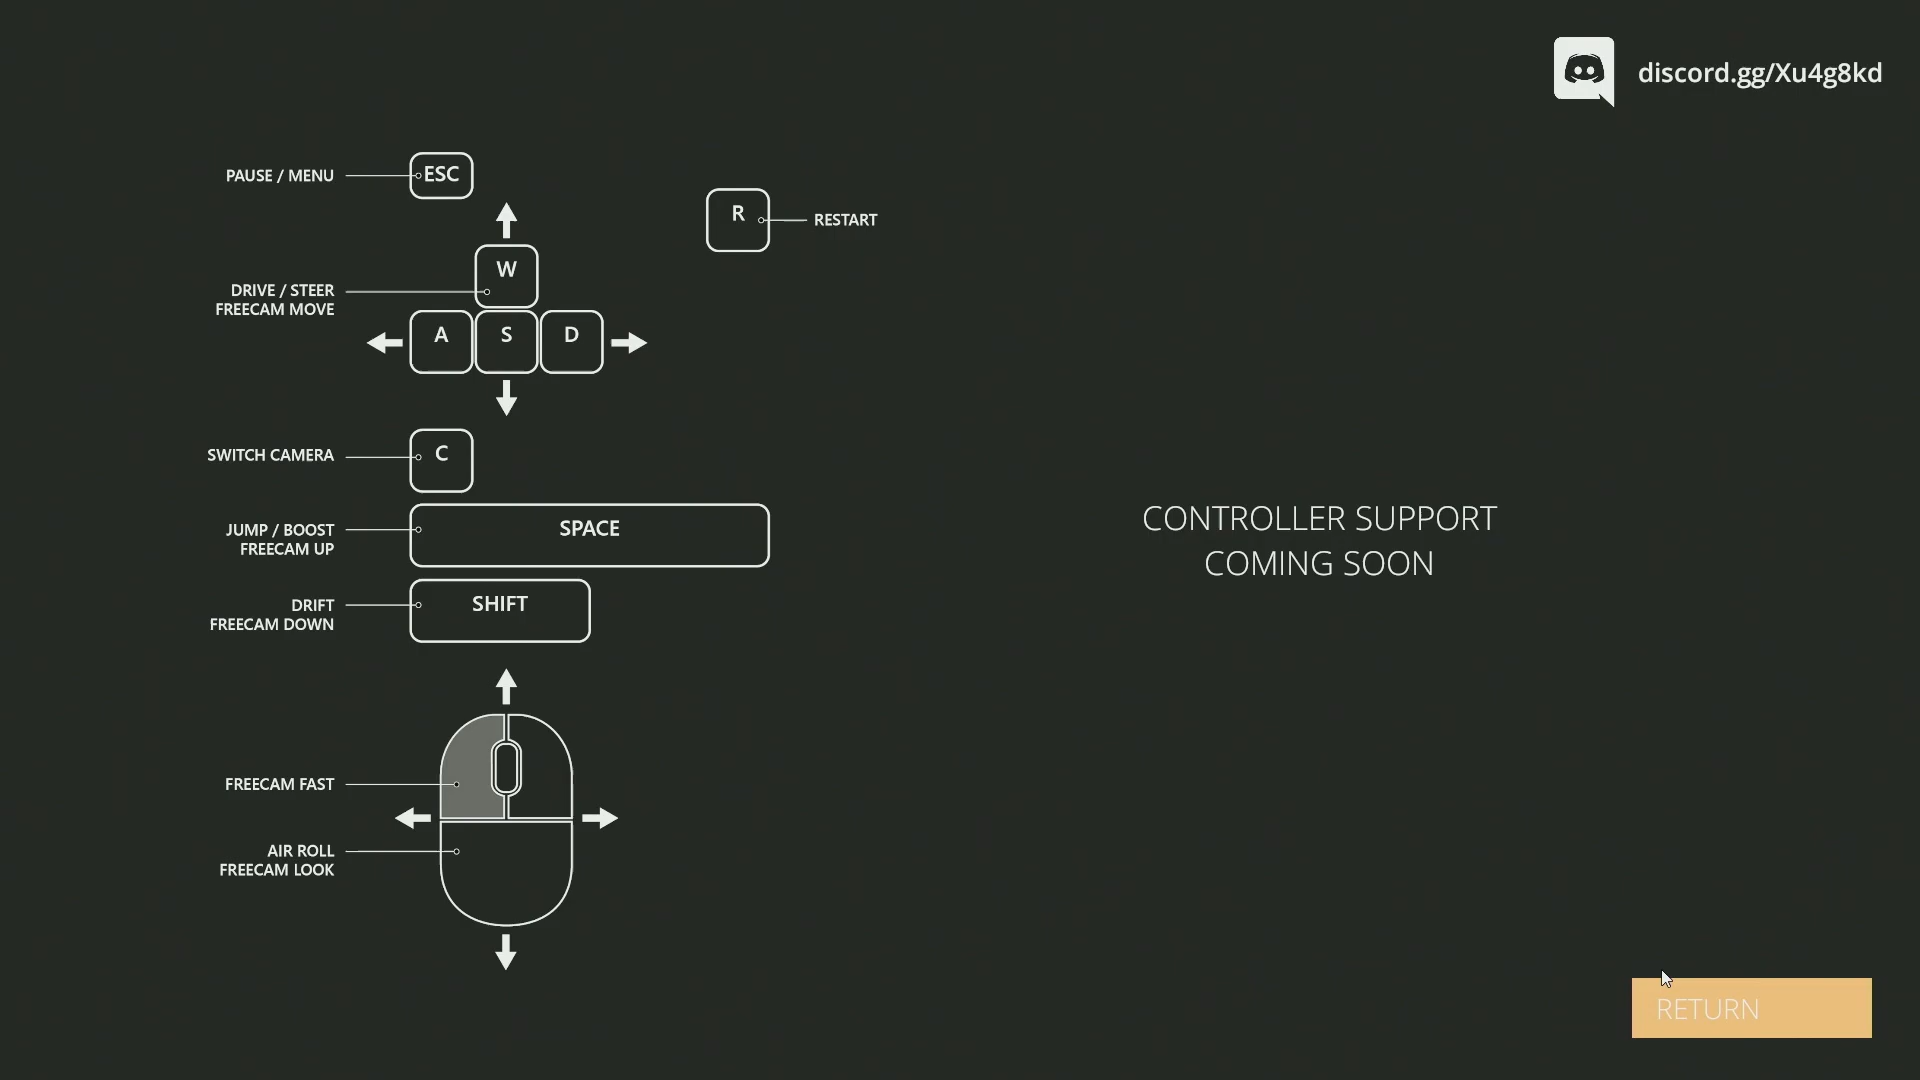 discord.gg/Xu4g8kd
PAUSE / MENU
ESC
R
RESTART
W
DRIVE / STEER
FREECAM MOVE
A
S
D
SWITCH CAMERA
C
JUMP / BOOST
FREECAM UP
SPACE
CONTROLLER SUPPORT
COMING SOON
DRIFT
FREECAM DOWN
SHIFT
FREECAM FAST
AIR ROLL
FREECAM LOOK
RETURN